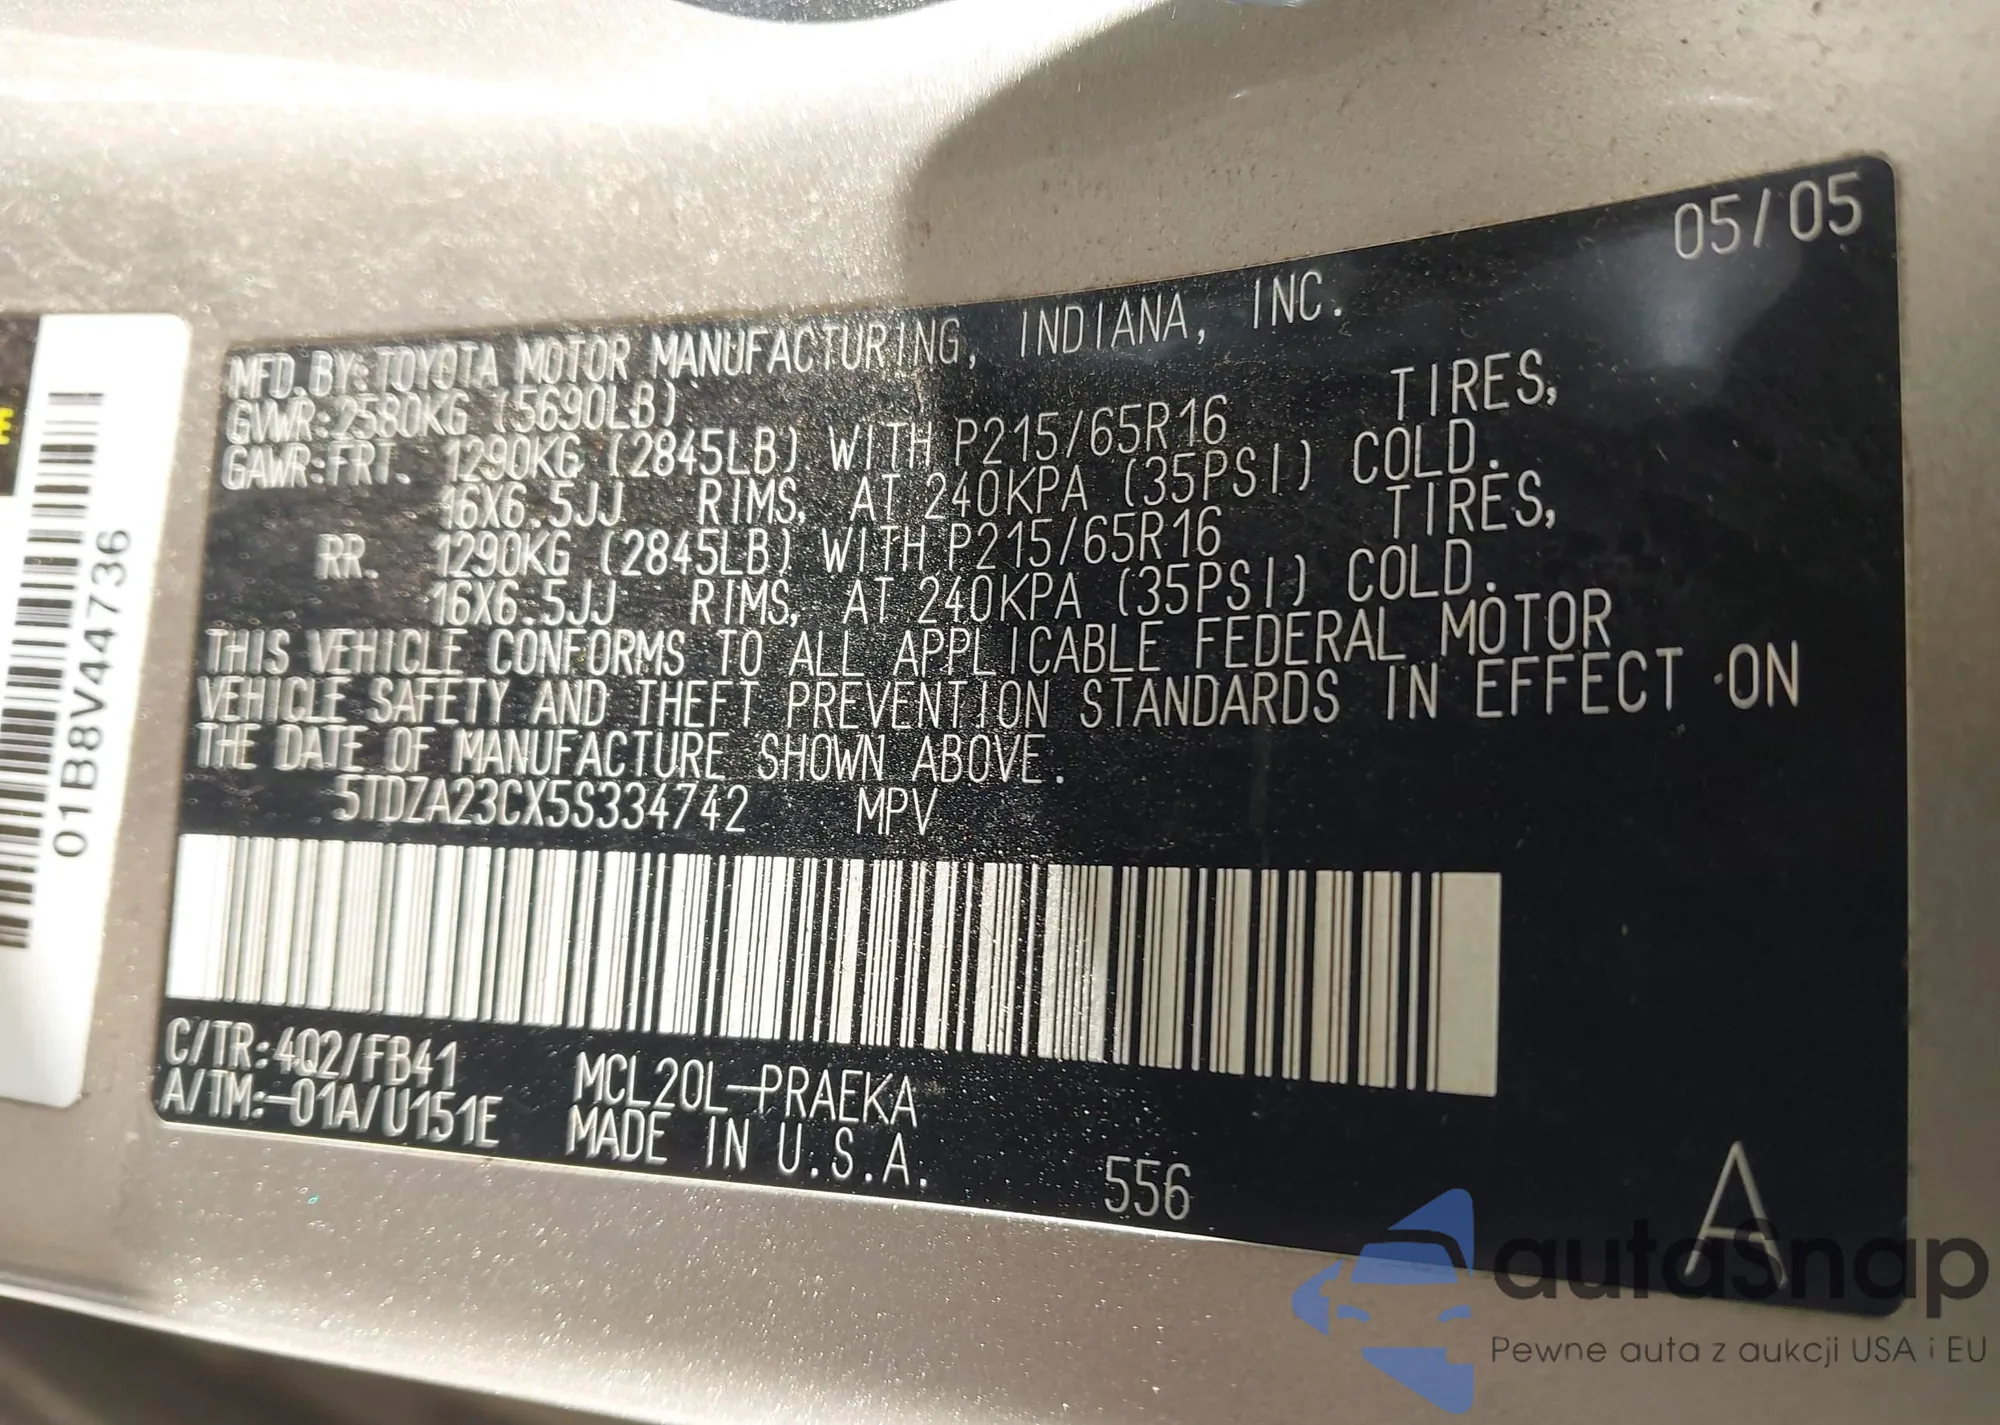 05/05
MFD.BY:TOYOTA MOTOR MANUFACTURING, INDIANA, INC.
GVWR:2580KG (5690LB)
GAWR:FRT. 1290KG (2845LB) WITH P215/65R16 TIRES,
16X6.5JJ RIMS, AT 240KPA (35PSI) COLD.
RR. 1290KG (2845LB) WITH P215/65R16 TIRES,
16X6.5JJ RIMS, AT 240KPA (35PSI) COLD.
THIS VEHICLE CONFORMS TO ALL APPLICABLE FEDERAL MOTOR
VEHICLE SAFETY AND THEFT PREVENTION STANDARDS IN EFFECT ON
THE DATE OF MANUFACTURE SHOWN ABOVE.
5TDZA23CX5S334742 MPV
C/TR:4Q2/FB41 MCL20L-PRAEKA
A/TM:-01A/U151E MADE IN U.S.A.
556
A
01B8V44736
E
autoSnap
Pewne auta z aukcji USA i EU